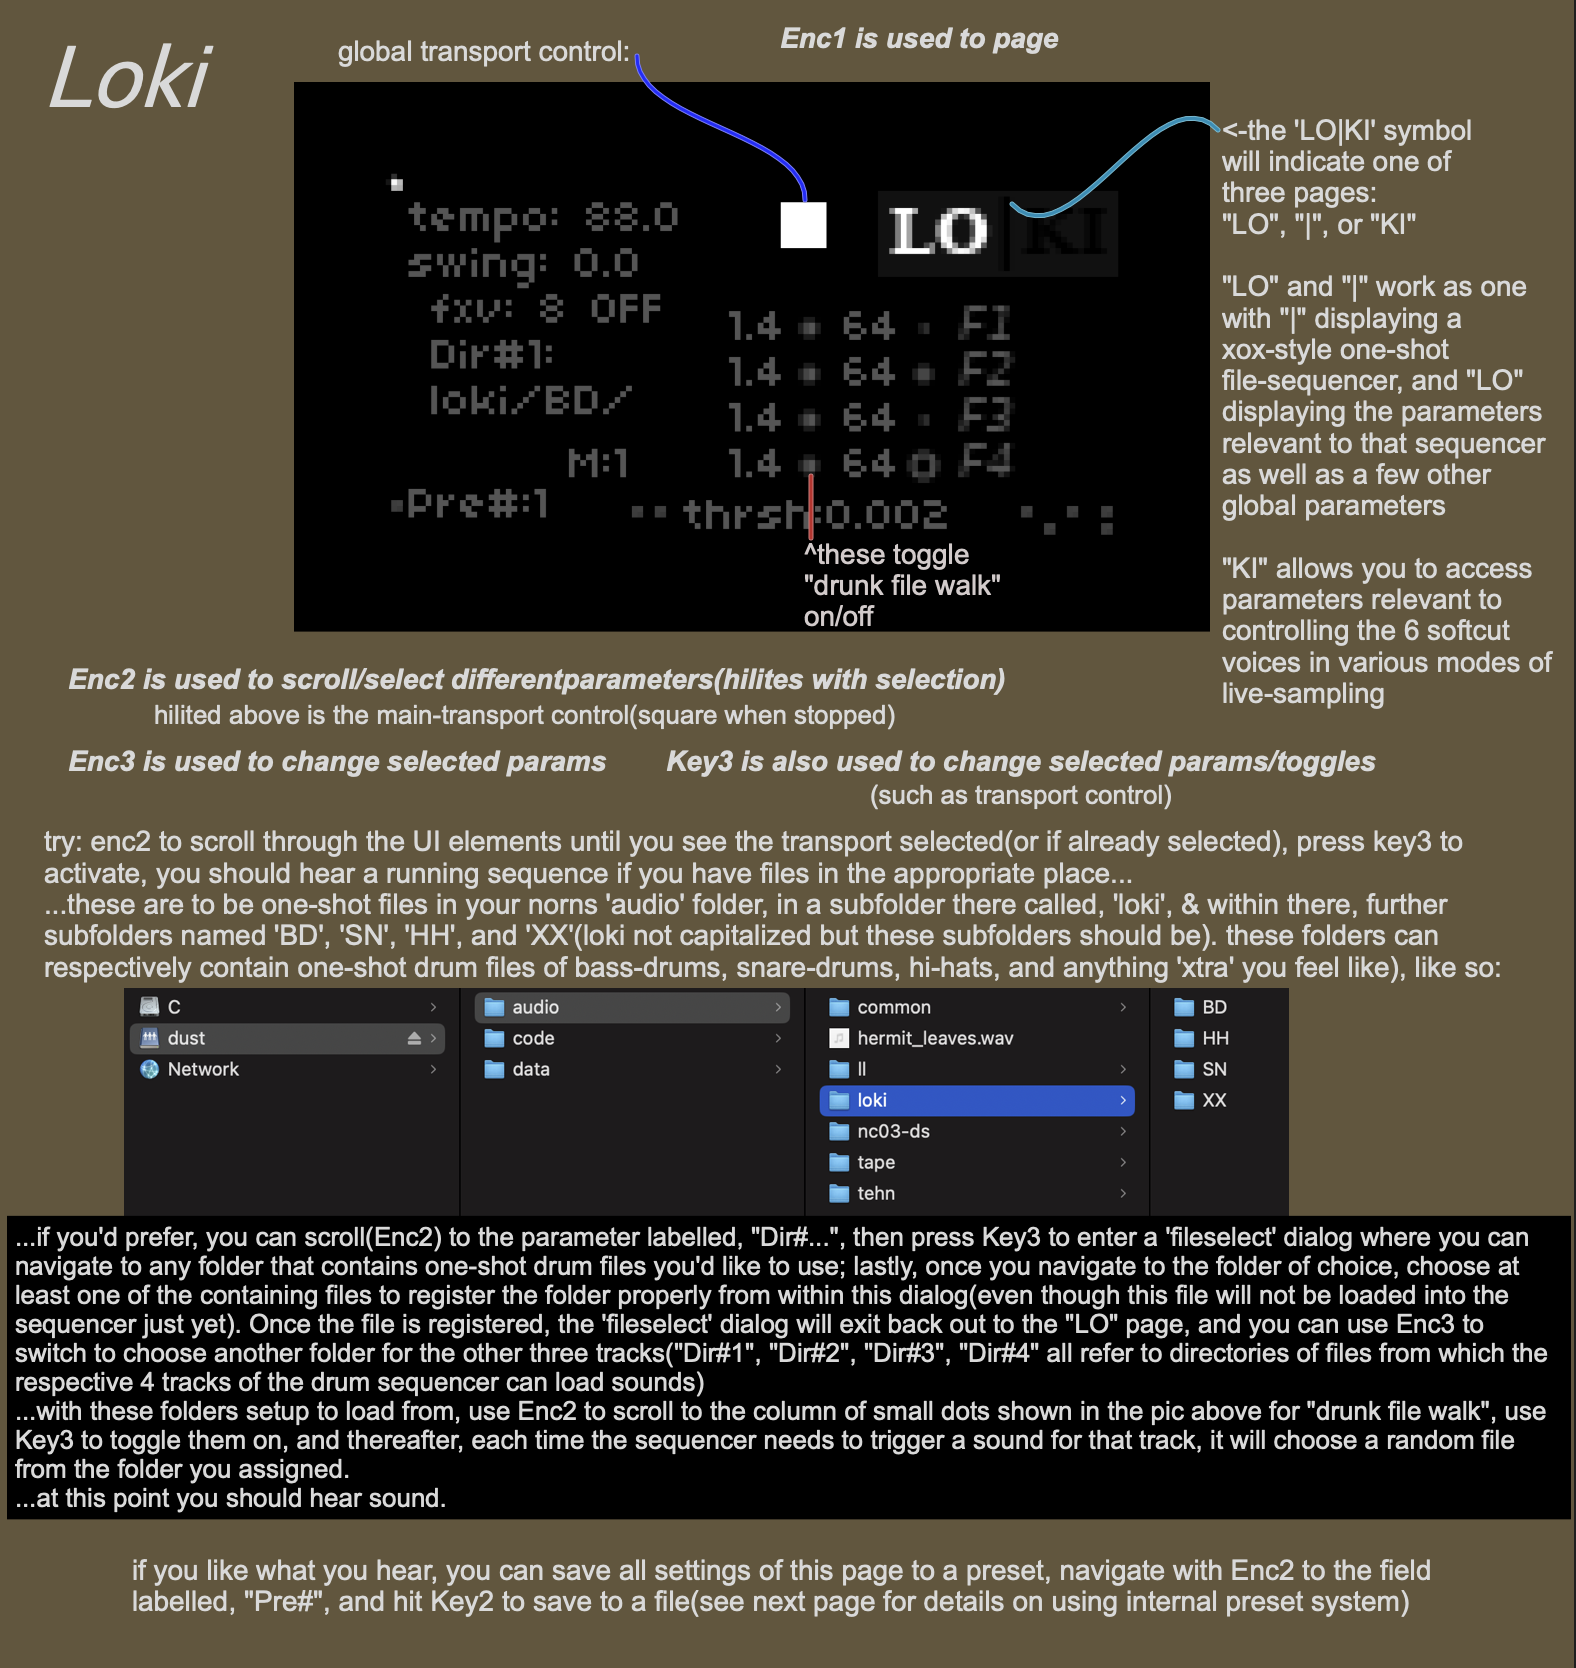 Loki
global transport control:
Enc1 is used to page
tempo: 88.0
swing: 0.0
fxv: 8 OFF
Dir#1:
loki/BD/
M:1
Pre#:1
LO|KI
1.4 64 F1
1.4 64 F2
1.4 64 F3
1.4 64 F4
thrsh:0.002
^these toggle
"drunk file walk"
on/off
<-the 'LO|KI' symbol
will indicate one of
three pages:
"LO", "|", or "KI"
"LO" and "|" work as one
with "|" displaying a
xox-style one-shot
file-sequencer, and "LO"
displaying the parameters
relevant to that sequencer
as well as a few other
global parameters
"KI" allows you to access
parameters relevant to
controlling the 6 softcut
voices in various modes of
live-sampling
Enc2 is used to scroll/select differentparameters(hilites with selection)
hilited above is the main-transport control(square when stopped)
Enc3 is used to change selected params
Key3 is also used to change selected params/toggles
(such as transport control)
try: enc2 to scroll through the UI elements until you see the transport selected(or if already selected), press key3 to
activate, you should hear a running sequence if you have files in the appropriate place...
...these are to be one-shot files in your norns 'audio' folder, in a subfolder there called, 'loki', & within there, further
subfolders named 'BD', 'SN', 'HH', and 'XX'(loki not capitalized but these subfolders should be). these folders can
respectively contain one-shot drum files of bass-drums, snare-drums, hi-hats, and anything 'xtra' you feel like), like so:
C
dust
Network
audio
code
data
common
hermit_leaves.wav
ll
loki
nc03-ds
tape
tehn
BD
HH
SN
XX
...if you'd prefer, you can scroll(Enc2) to the parameter labelled, "Dir#...", then press Key3 to enter a 'fileselect' dialog where you can
navigate to any folder that contains one-shot drum files you'd like to use; lastly, once you navigate to the folder of choice, choose at
least one of the containing files to register the folder properly from within this dialog(even though this file will not be loaded into the
sequencer just yet). Once the file is registered, the 'fileselect' dialog will exit back out to the "LO" page, and you can use Enc3 to
switch to choose another folder for the other three tracks("Dir#1", "Dir#2", "Dir#3", "Dir#4" all refer to directories of files from which the
respective 4 tracks of the drum sequencer can load sounds)
...with these folders setup to load from, use Enc2 to scroll to the column of small dots shown in the pic above for "drunk file walk", use
Key3 to toggle them on, and thereafter, each time the sequencer needs to trigger a sound for that track, it will choose a random file
from the folder you assigned.
...at this point you should hear sound.
if you like what you hear, you can save all settings of this page to a preset, navigate with Enc2 to the field
labelled, "Pre#", and hit Key2 to save to a file(see next page for details on using internal preset system)